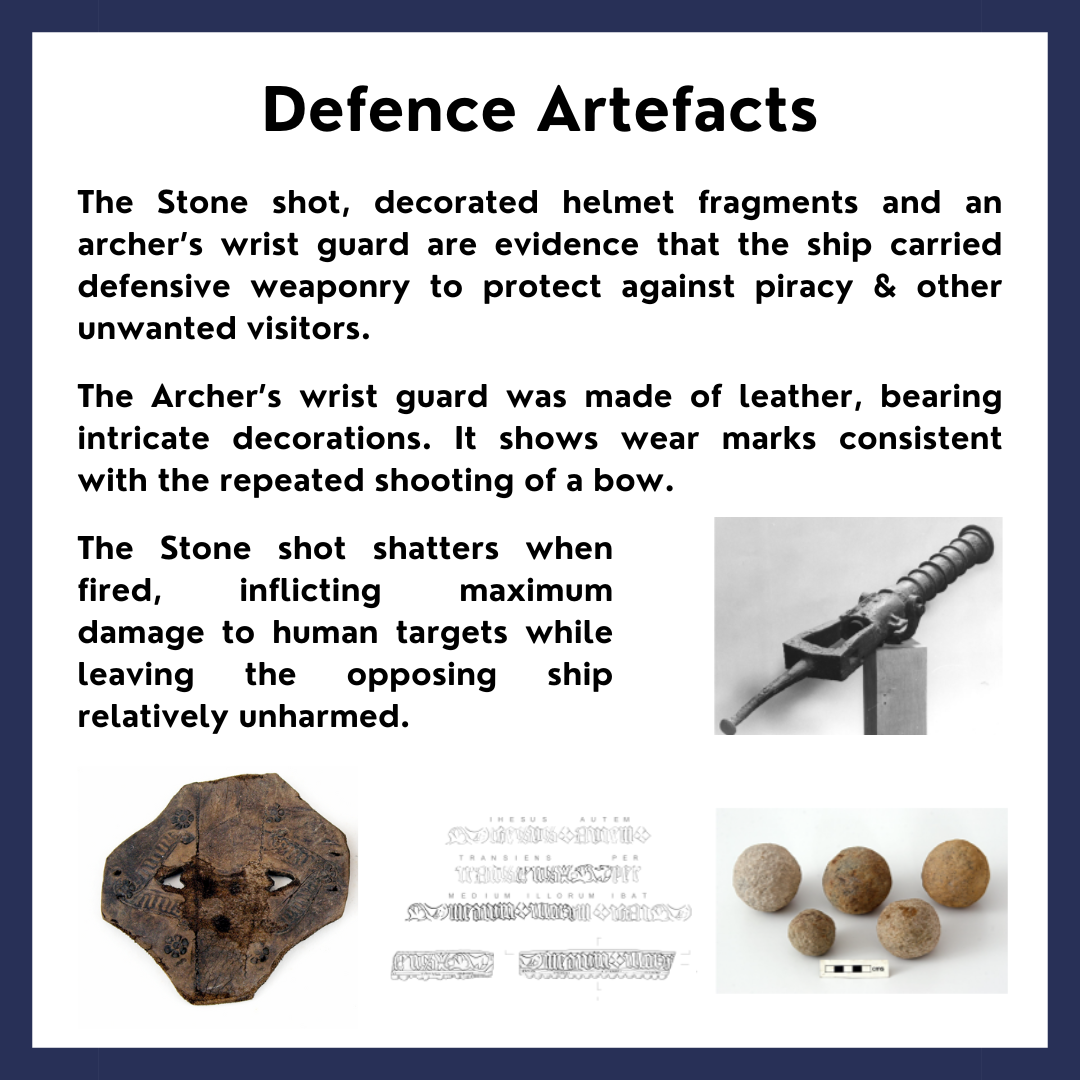 Defence Artefacts
The Stone shot, decorated helmet fragments and an
archer's wrist guard are evidence that the ship carried
defensive weaponry to protect against piracy & other
unwanted visitors.
The Archer's wrist guard was made of leather, bearing
intricate decorations. It shows wear marks consistent
with the repeated shooting of a bow.
The Stone shot shatters when
fired, inflicting maximum
damage to human targets while
leaving the opposing ship
relatively unharmed.
IHESUS AUTEM
TRANSIENS PER
MEDIUM ILLORUM IBAT
cms